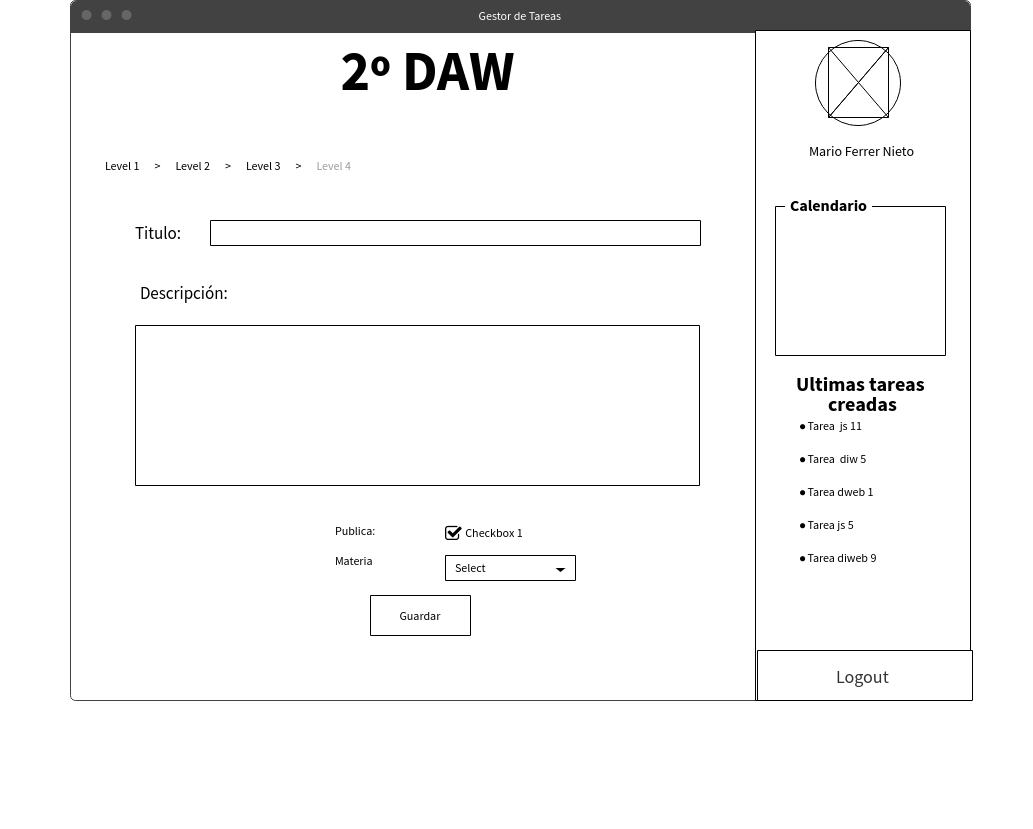 Gestor de Tareas
2º DAW
Level 1 > Level 2 > Level 3 > Level 4
Titulo:
Descripción:
Publica:
Checkbox 1
Materia
Select
Guardar
Mario Ferrer Nieto
Calendario
Ultimas tareas
creadas
Tarea js 11
Tarea diw 5
Tarea dweb 1
Tarea js 5
Tarea diweb 9
Logout